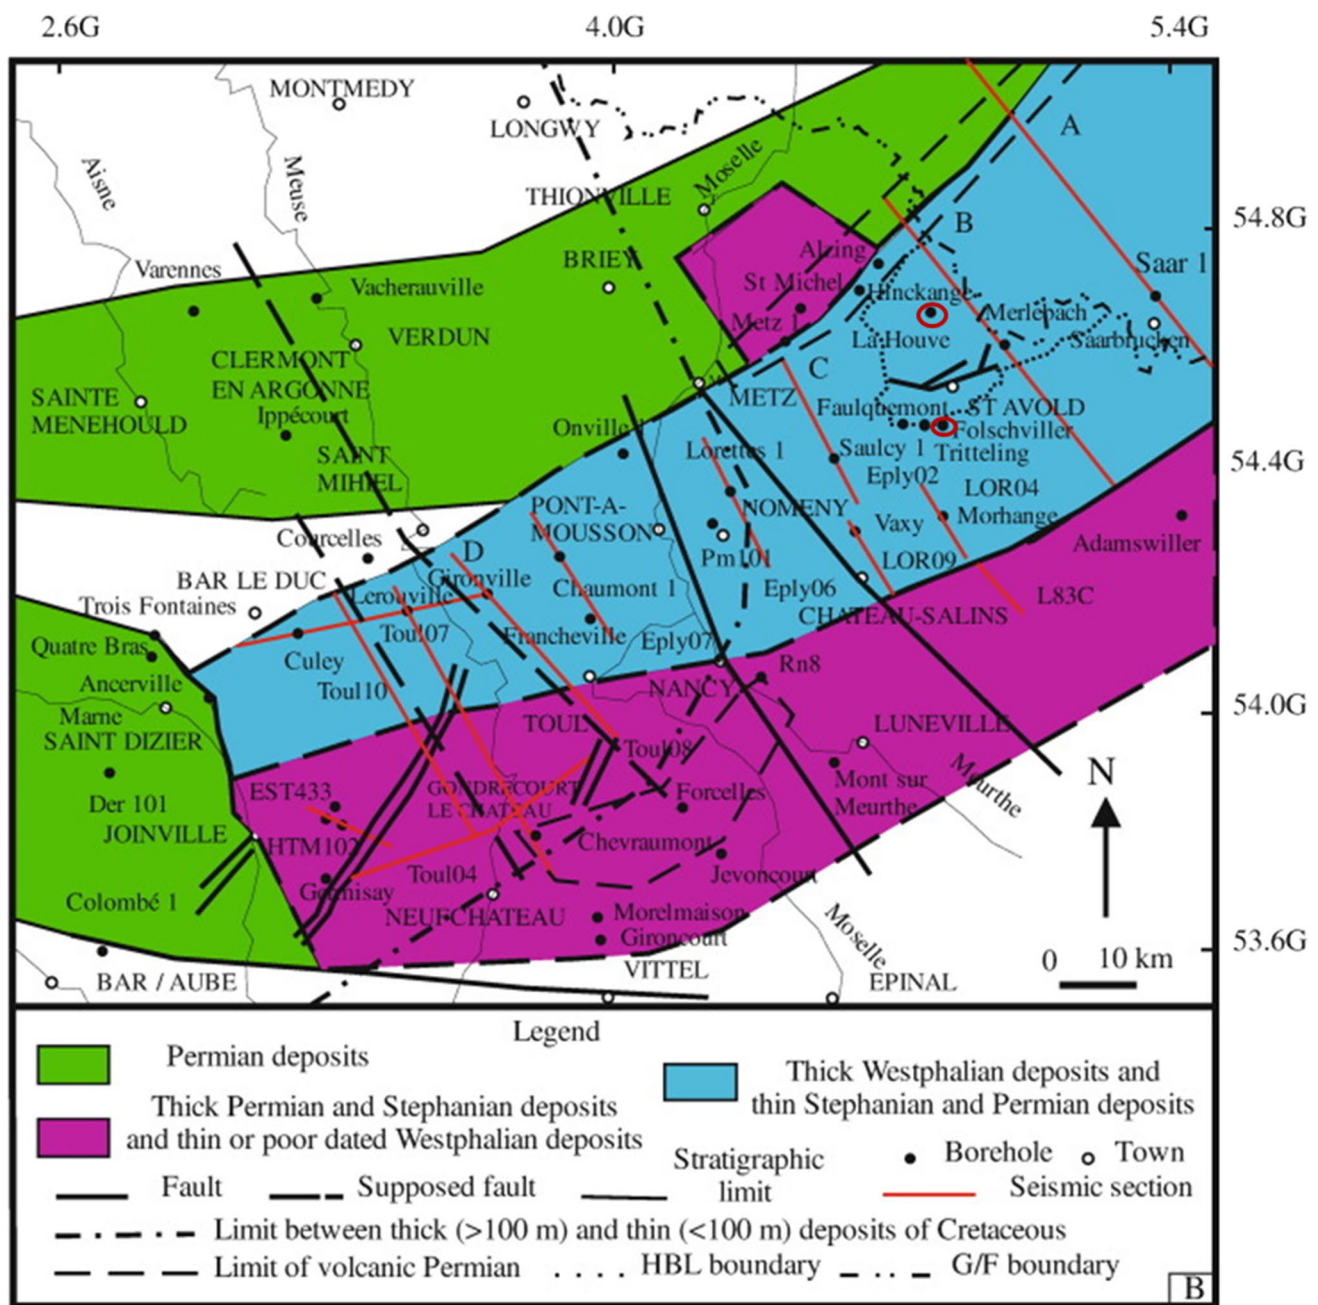 2.6G 4.0G 5.4G
MONTMEDY
LONGWY
A
Aisne
Meuse
Moselle
THIONVILLE
54.8G
B
Alzing
BRIEY
Saar 1
Varennes
St Michel
Vacherauville
Hinckange
Merlebach
Metz 1
VERDUN
La Houve
Saarbrucken
CLERMONT
EN ARGONNE
C
SAINTE
MENEHOULD
METZ
Ippécourt
Faulquemont
ST AVOLD
Onville 1
Folschviller
SAINT
MIHIEL
Lorettes 1
Saulcy 1
Tritteling
54.4G
Eply02
LOR04
PONT-A-
MOUSSON
NOMENY
Morhange
Vaxy
Courcelles
D
Pm101
Adamswiller
LOR09
BAR LE DUC
Gironville
Chaumont 1
Eply06
Lerouville
L83C
Trois Fontaines
CHATEAU-SALINS
Toul07
Francheville
Eply07
Quatre Bras
Culey
Rn8
Ancerville
Toul10
NANCY
54.0G
Marne
TOUL
LUNEVILLE
SAINT DIZIER
Toul08
N
Meurthe
EST433
GONDRECOURT
LE CHATEAU
Forcelles
Mont sur
Meurthe
Der 101
JOINVILLE
HTM102
Chevraumont
Toul04
Jevoncourt
Germisay
Colombé 1
NEUFCHATEAU
Morelmaison
Gironcourt
Moselle
53.6G
VITTEL
0 10 km
BAR / AUBE
EPINAL
Legend
Permian deposits
Thick Westphalian deposits and
thin Stephanian and Permian deposits
Thick Permian and Stephanian deposits
and thin or poor dated Westphalian deposits
Stratigraphic
limit
Borehole
Town
Fault
Supposed fault
Seismic section
Limit between thick (>100 m) and thin (<100 m) deposits of Cretaceous
Limit of volcanic Permian
HBL boundary
G/F boundary
B